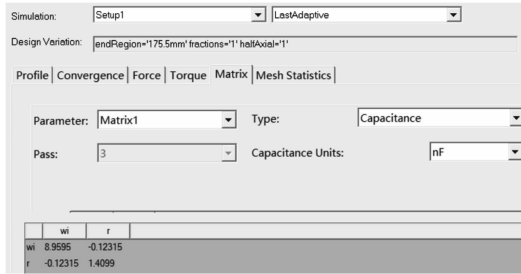 Simulation: Setup1 LastAdaptive
Design Variation: endRegion='175.5mm' fractions='1' halfAxial='1'
Profile Convergence Force Torque Matrix Mesh Statistics
Parameter: Matrix1 Type: Capacitance
Pass: 3 Capacitance Units: nF
wi r
wi 8.9595 -0.12315
r -0.12315 1.4099